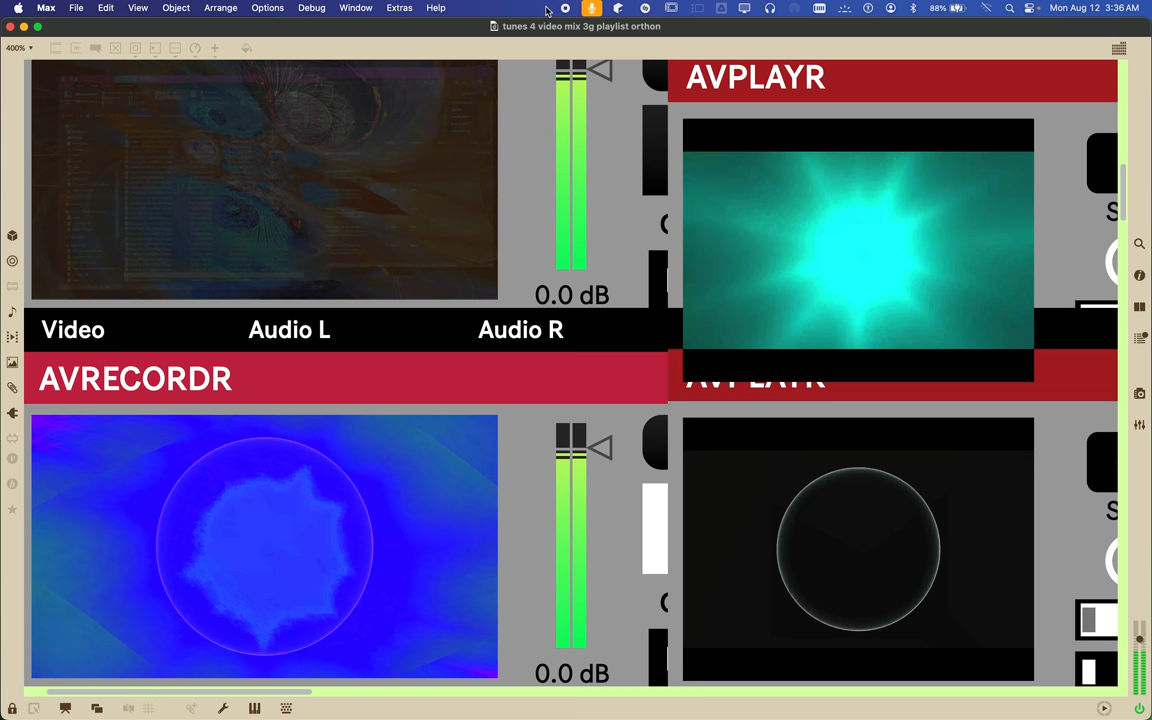 Max File Edit View Object Arrange Options Debug Window Extras Help 88% Mon Aug 12 3:36 AM
tunes 4 video mix 3g playlist orthon
400%
AVPLAYR
0.0 dB
Video Audio L Audio R
AVRECORDR
AVPLAYR
0.0 dB